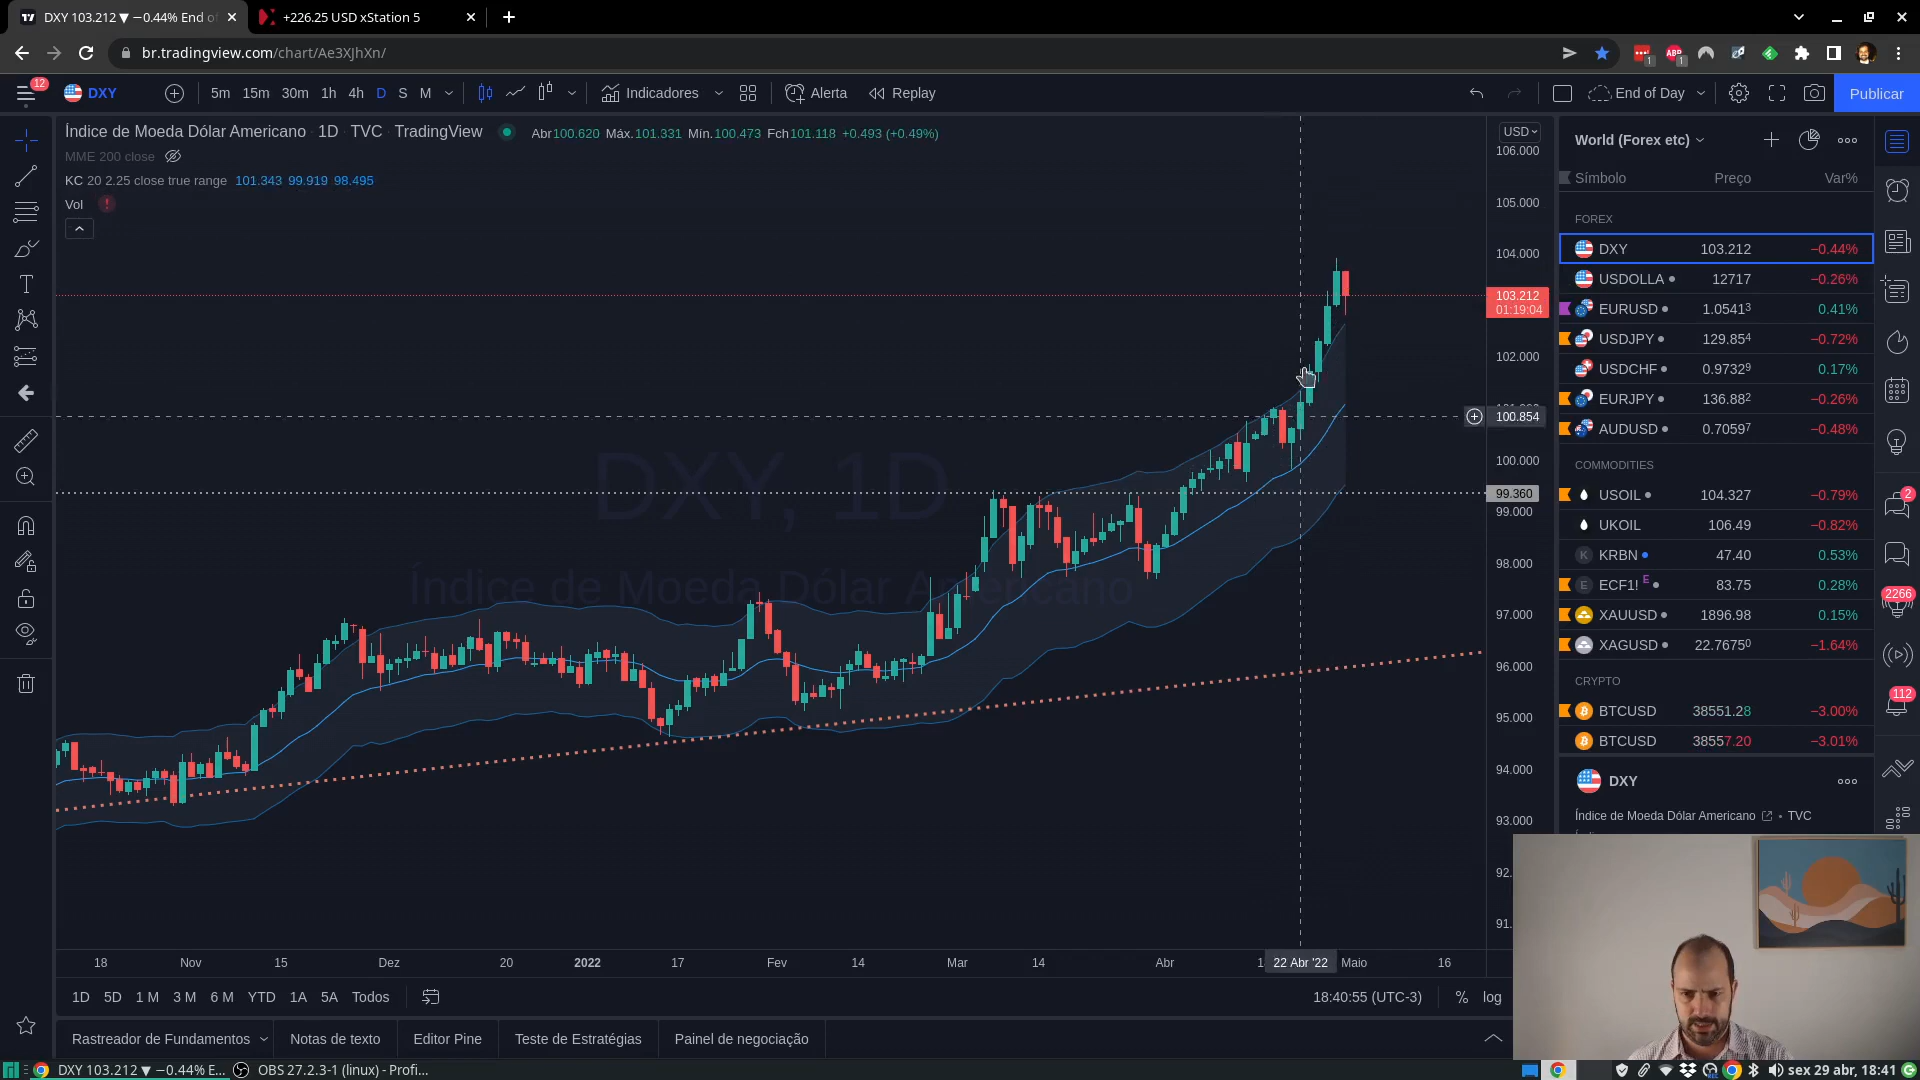 DXY 103.212 ▼ −0.44% End o
+226.25 USD xStation 5
br.tradingview.com/chart/Ae3XJhXn/
1
1
12
DXY
5m 15m 30m 1h 4h D S M
Indicadores
Alerta
Replay
End of Day
Publicar
Índice de Moeda Dólar Americano · 1D · TVC · TradingView
Abr100.620 Máx.101.331 Mín.100.473 Fch101.118 +0.493 (+0.49%)
MME 200 close
KC 20 2.25 close true range 101.343 99.919 98.495
Vol
DXY, 1D
Índice de Moeda Dólar Americano
USD
106.000
105.000
104.000
103.212
01:19:04
102.000
100.854
100.000
99.360
99.000
98.000
97.000
96.000
95.000
94.000
93.000
92.
91.
18 Nov 15 Dez 20 2022 17 Fev 14 Mar 14 Abr 22 Abr '22 Maio 16
1D 5D 1 M 3 M 6 M YTD 1A 5A Todos
18:40:55 (UTC-3) % log
Rastreador de Fundamentos
Notas de texto
Editor Pine
Teste de Estratégias
Painel de negociação
World (Forex etc)
Símbolo Preço Var%
FOREX
DXY 103.212 −0.44%
USDOLLA 12717 −0.26%
EURUSD 1.05413 0.41%
USDJPY 129.854 −0.72%
USDCHF 0.97329 0.17%
EURJPY 136.882 −0.26%
AUDUSD 0.70597 −0.48%
COMMODITIES
USOIL 104.327 −0.79%
UKOIL 106.49 −0.82%
K KRBN 47.40 0.53%
E ECF1! E 83.75 0.28%
XAUUSD 1896.98 0.15%
XAGUSD 22.76750 −1.64%
CRYPTO
BTCUSD 38551.28 −3.00%
BTCUSD 38557.20 −3.01%
DXY
Índice de Moeda Dólar Americano • TVC
2
2266
112
DXY 103.212 ▼ −0.44% E...
OBS 27.2.3-1 (linux) - Profi...
sex 29 abr, 18:41